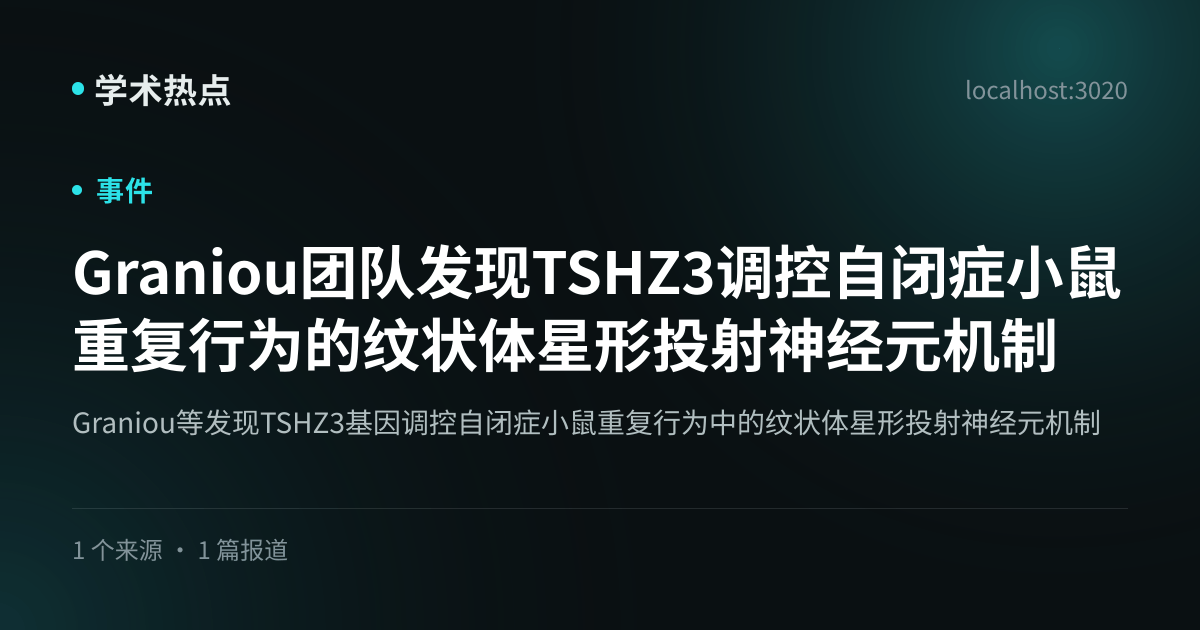 学术热点
localhost:3020
事件
Graniou团队发现TSHZ3调控自闭症小鼠
重复行为的纹状体星形投射神经元机制
Graniou等发现TSHZ3基因调控自闭症小鼠重复行为中的纹状体星形投射神经元机制
1 个来源 · 1 篇报道